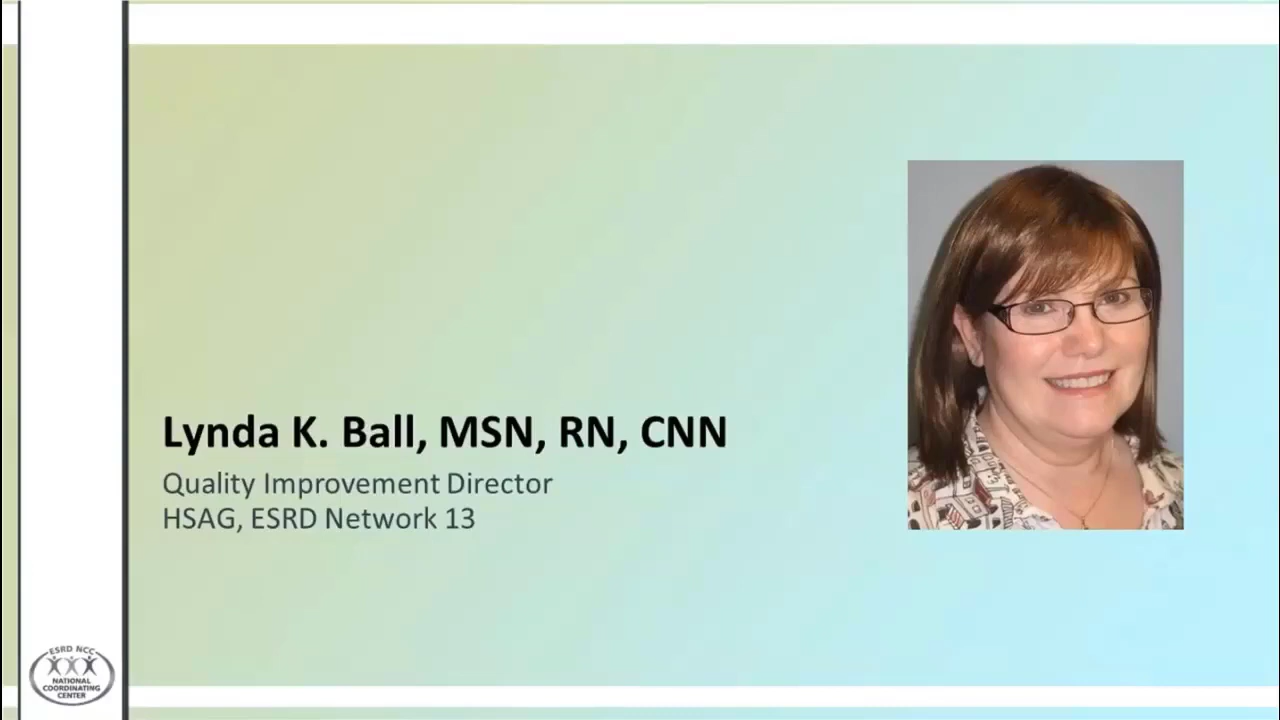 Lynda K. Ball, MSN, RN, CNN
Quality Improvement Director
HSAG, ESRD Network 13
ESRD NCC
NATIONAL
COORDINATING
CENTER